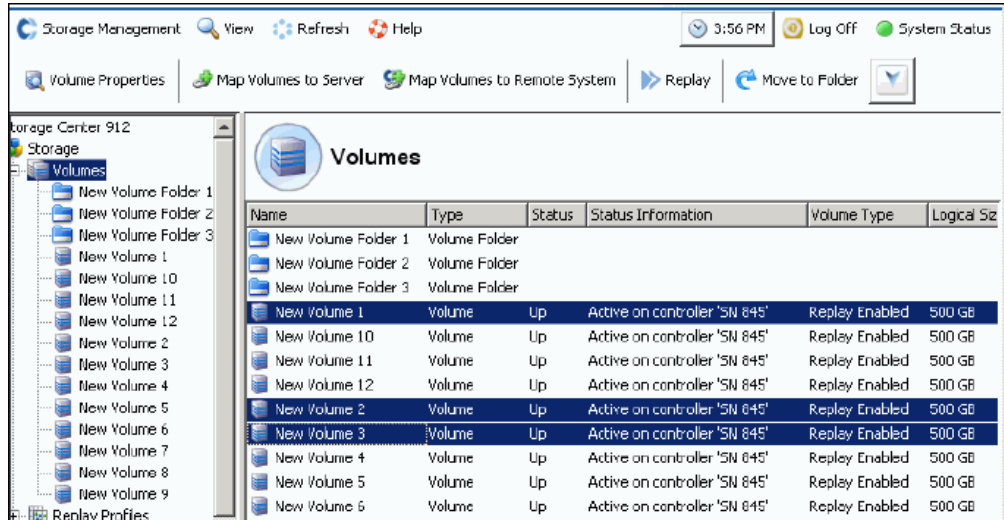 Storage Management View Refresh Help 3:56 PM Log Off System Status
Volume Properties Map Volumes to Server Map Volumes to Remote System Replay Move to Folder
torage Center 912
Storage
Volumes
New Volume Folder 1
New Volume Folder 2
New Volume Folder 3
New Volume 1
New Volume 10
New Volume 11
New Volume 12
New Volume 2
New Volume 3
New Volume 4
New Volume 5
New Volume 6
New Volume 7
New Volume 8
New Volume 9
Replay Profiles
Volumes
Name Type Status Status Information Volume Type Logical Siz
New Volume Folder 1 Volume Folder
New Volume Folder 2 Volume Folder
New Volume Folder 3 Volume Folder
New Volume 1 Volume Up Active on controller 'SN 845' Replay Enabled 500 GB
New Volume 10 Volume Up Active on controller 'SN 845' Replay Enabled 500 GB
New Volume 11 Volume Up Active on controller 'SN 845' Replay Enabled 500 GB
New Volume 12 Volume Up Active on controller 'SN 845' Replay Enabled 500 GB
New Volume 2 Volume Up Active on controller 'SN 845' Replay Enabled 500 GB
New Volume 3 Volume Up Active on controller 'SN 845' Replay Enabled 500 GB
New Volume 4 Volume Up Active on controller 'SN 845' Replay Enabled 500 GB
New Volume 5 Volume Up Active on controller 'SN 845' Replay Enabled 500 GB
New Volume 6 Volume Up Active on controller 'SN 845' Replay Enabled 500 GB